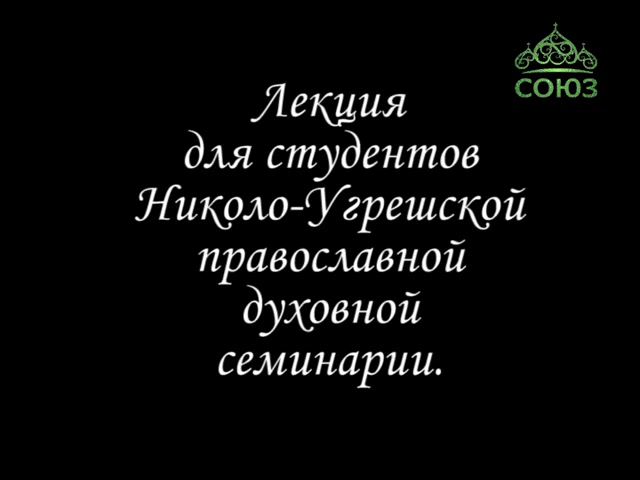 СОЮЗ
Лекция
для студентов
Николо-Угрешской
православной
духовной
семинарии.